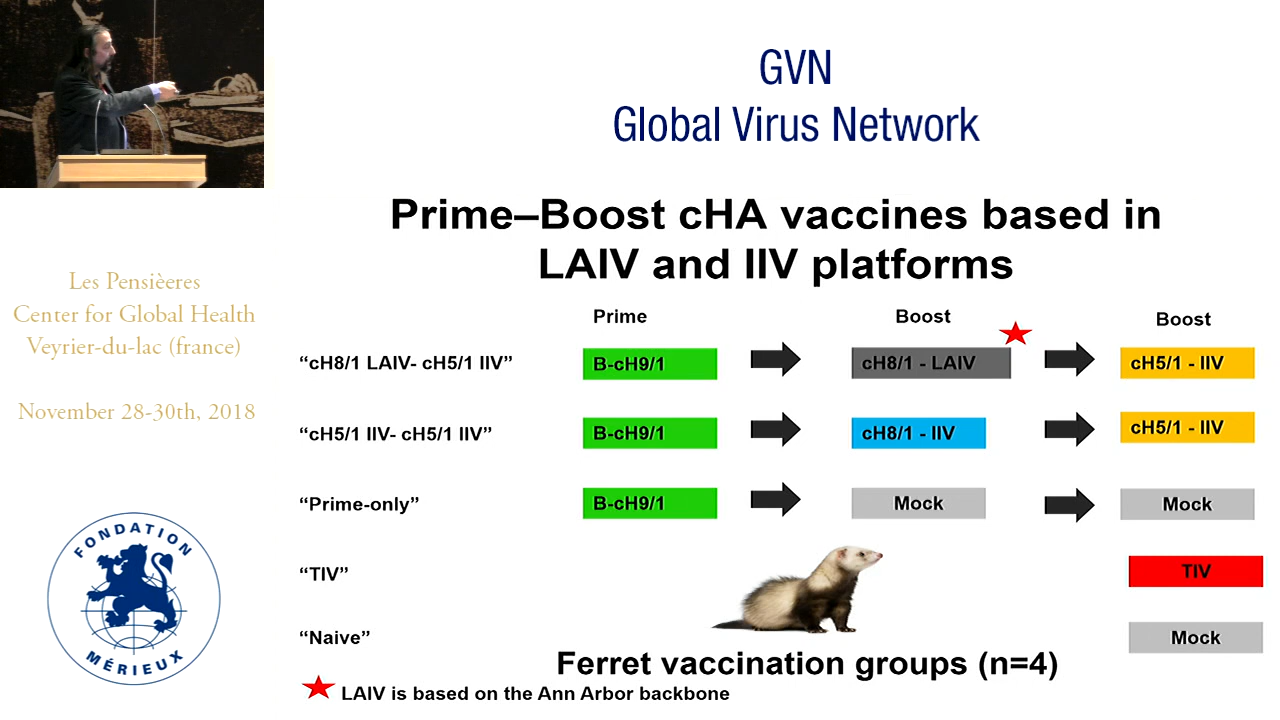 GVN
Global Virus Network
Prime–Boost cHA vaccines based in
LAIV and IIV platforms
Les Pensièeres
Center for Global Health
Veyrier-du-lac (france)
November 28-30th, 2018
FONDATION
MÉRIEUX
Prime
Boost
Boost
“cH8/1 LAIV- cH5/1 IIV”
B-cH9/1
cH8/1 - LAIV
cH5/1 - IIV
“cH5/1 IIV- cH5/1 IIV”
B-cH9/1
cH8/1 - IIV
cH5/1 - IIV
“Prime-only”
B-cH9/1
Mock
Mock
“TIV”
TIV
“Naive”
Mock
Ferret vaccination groups (n=4)
LAIV is based on the Ann Arbor backbone